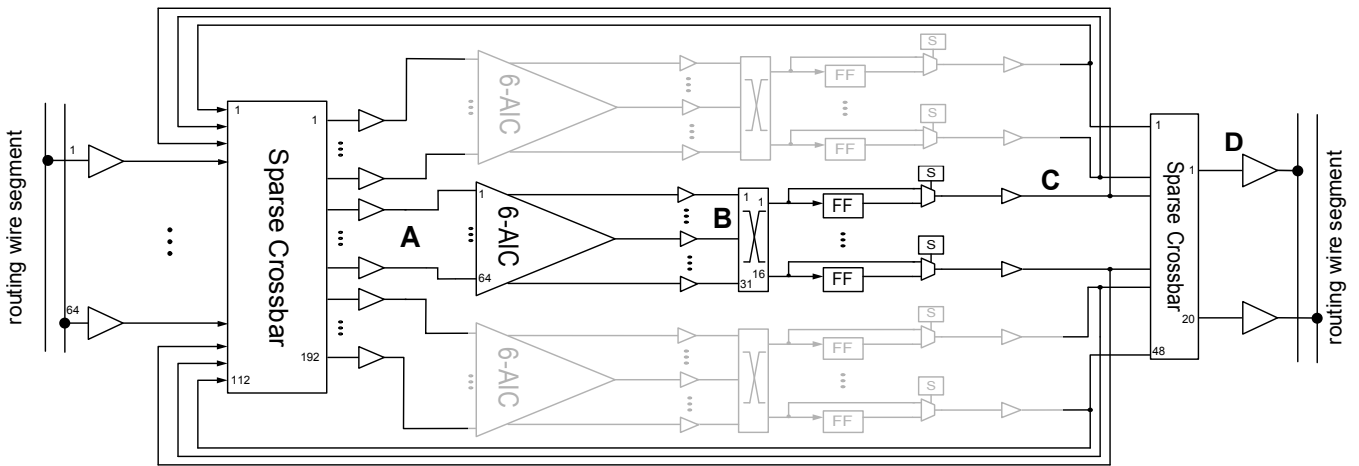 routing wire segment
1
64
1
112
Sparse Crossbar
1
192
6-AIC
FF
S
FF
S
A
1
64
6-AIC
B
1
31
1
16
FF
S
FF
S
C
6-AIC
FF
S
FF
S
1
48
Sparse Crossbar
1
20
D
routing wire segment